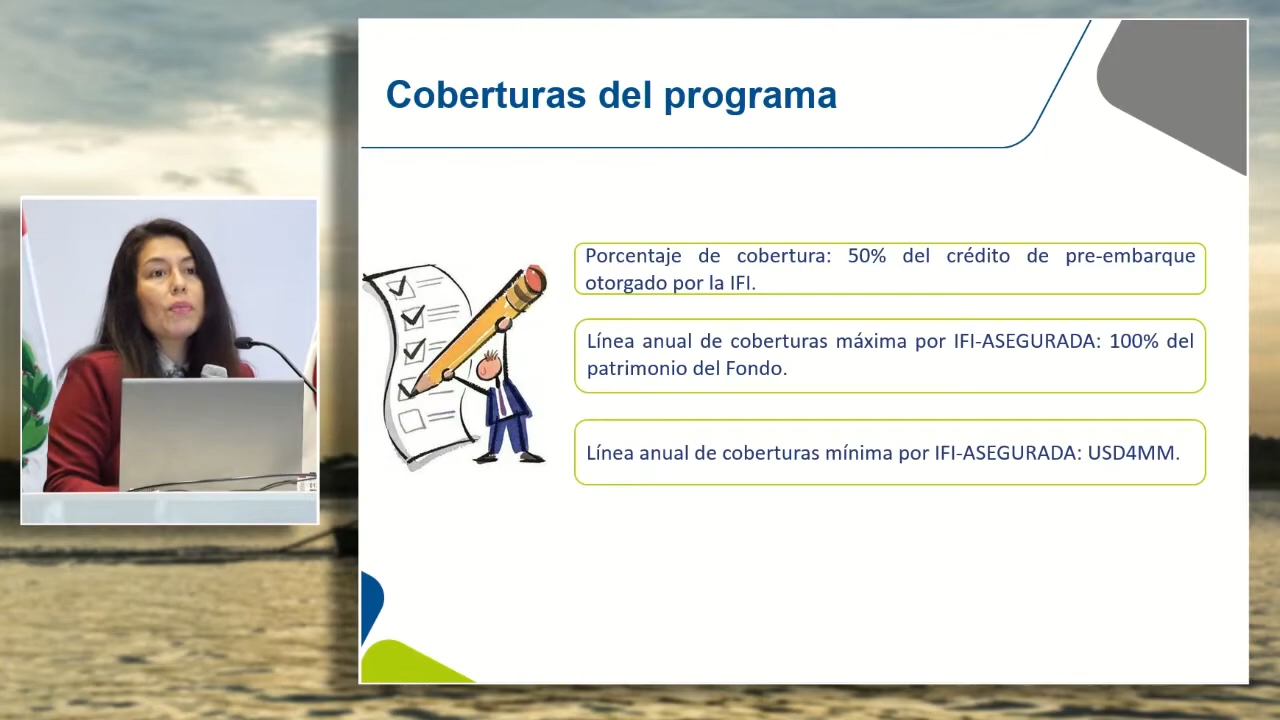 Coberturas del programa
Porcentaje de cobertura: 50% del crédito de pre-embarque
otorgado por la IFI.
Línea anual de coberturas máxima por IFI-ASEGURADA: 100% del
patrimonio del Fondo.
Línea anual de coberturas mínima por IFI-ASEGURADA: USD4MM.